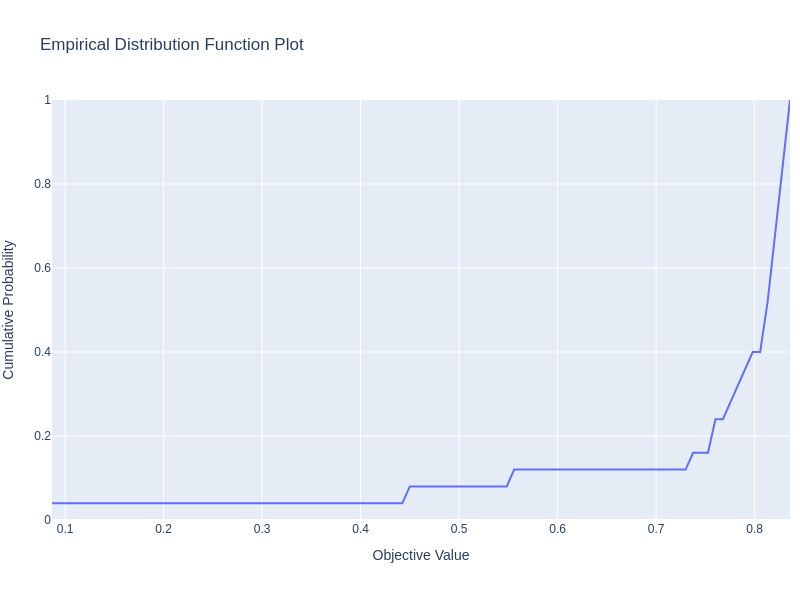 Empirical Distribution Function Plot
1
0.8
0.6
0.4
0.2
0
Cumulative Probability
0.1 0.2 0.3 0.4 0.5 0.6 0.7 0.8
Objective Value